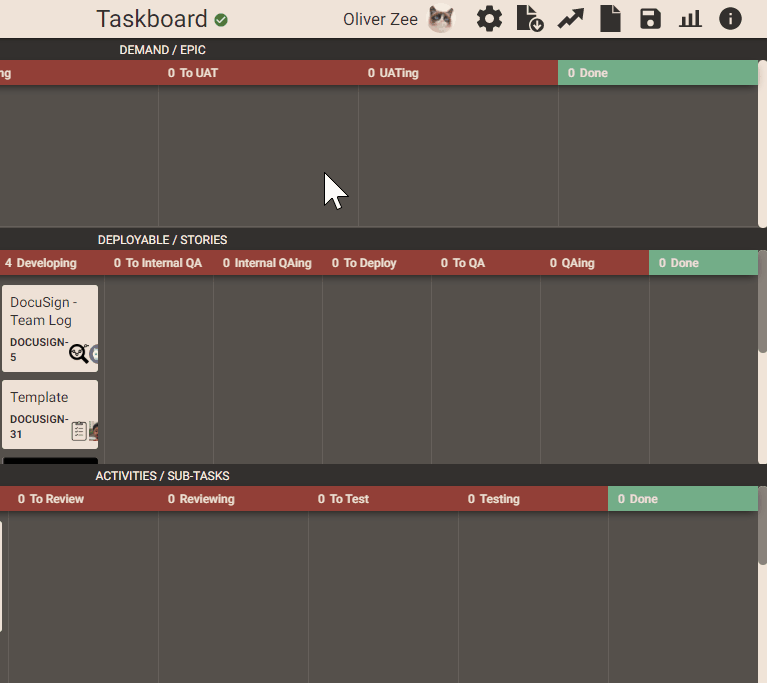 Taskboard
Oliver Zee
DEMAND / EPIC
ng
0 To UAT
0 UATing
0 Done
DEPLOYABLE / STORIES
4 Developing
0 To Internal QA
0 Internal QAing
0 To Deploy
0 To QA
0 QAing
0 Done
DocuSign -
Team Log
DOCUSIGN-
5
Template
DOCUSIGN-
31
ACTIVITIES / SUB-TASKS
0 To Review
0 Reviewing
0 To Test
0 Testing
0 Done